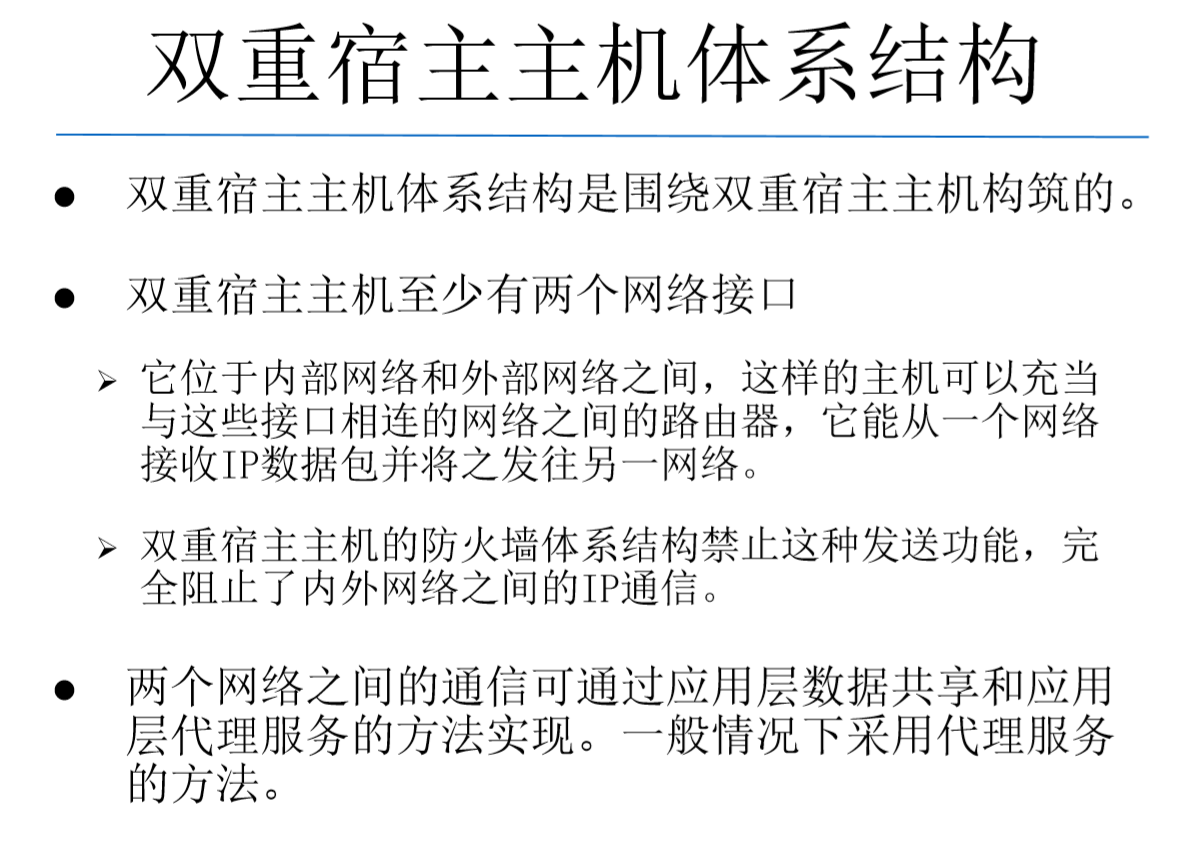 双重宿主主机体系结构
● 双重宿主主机体系结构是围绕双重宿主主机构筑的。
● 双重宿主主机至少有两个网络接口
➢ 它位于内部网络和外部网络之间，这样的主机可以充当
与这些接口相连的网络之间的路由器，它能从一个网络
接收IP数据包并将之发往另一网络。
➢ 双重宿主主机的防火墙体系结构禁止这种发送功能，完
全阻止了内外网络之间的IP通信。
● 两个网络之间的通信可通过应用层数据共享和应用
层代理服务的方法实现。一般情况下采用代理服务
的方法。